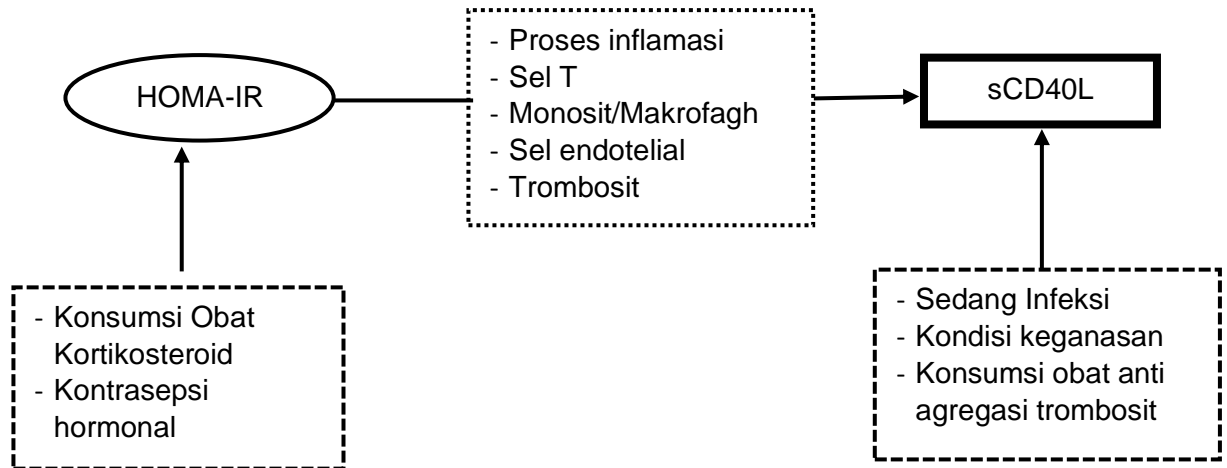 - Proses inflamasi
- Sel T
- Monosit/Makrofagh
- Sel endotelial
- Trombosit
HOMA-IR
sCD40L
- Konsumsi Obat
Kortikosteroid
- Kontrasepsi
hormonal
- Sedang Infeksi
- Kondisi keganasan
- Konsumsi obat anti
agregasi trombosit